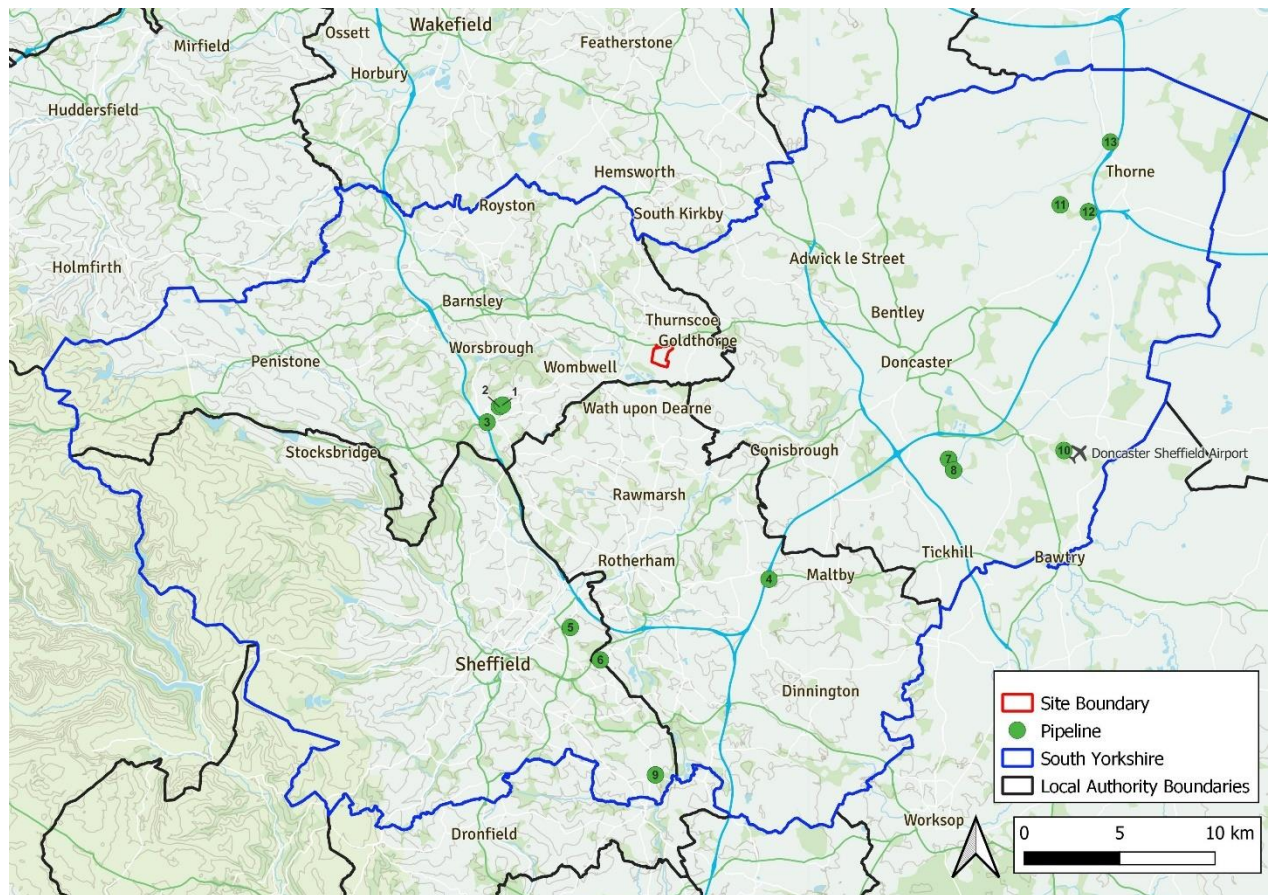 Mirfield
Ossett
Wakefield
Featherstone
Horbury
Huddersfield
13
Thorne
Hemsworth
11
12
Royston
South Kirkby
Holmfirth
Adwick le Street
Barnsley
Thurnscoe
Bentley
Goldthorpe
Penistone
Worsbrough
Wombwell
Doncaster
2
1
3
Wath upon Dearne
Stocksbridge
Conisbrough
7
8
10
Doncaster Sheffield Airport
Rawmarsh
Tickhill
Bawtry
Rotherham
4
Maltby
5
6
Sheffield
Dinnington
9
Dronfield
Worksop
Site Boundary
Pipeline
South Yorkshire
Local Authority Boundaries
0
5
10 km